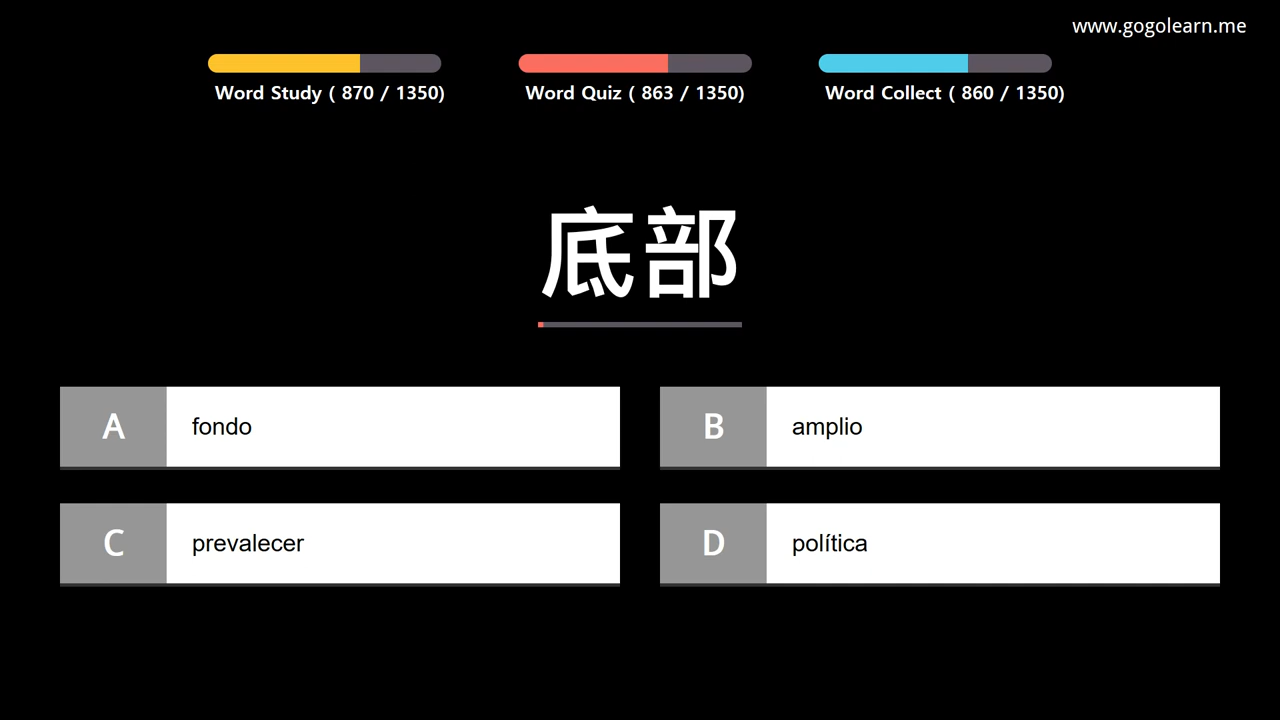 www.gogolearn.me
Word Study ( 870 / 1350)
Word Quiz ( 863 / 1350)
Word Collect ( 860 / 1350)
底部
A fondo
B amplio
C prevalecer
D política